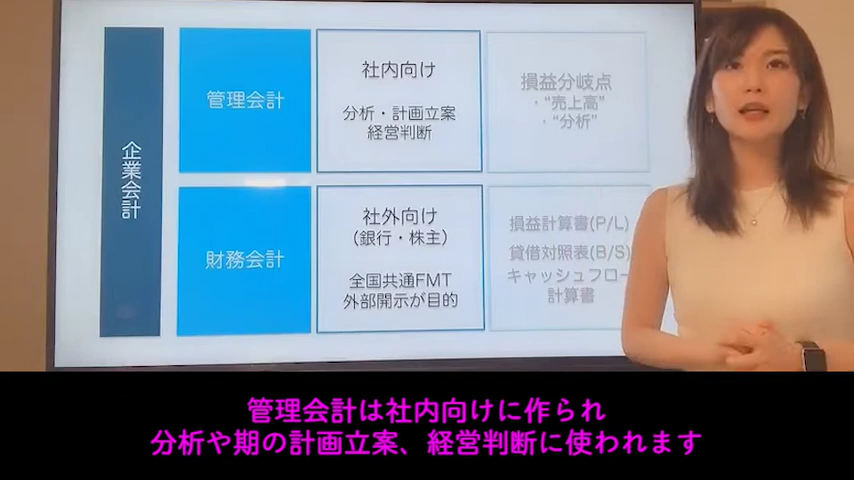 企業会計
管理会計
社内向け
分析・計画立案
経営判断
損益分岐点
・“売上高”
・“分析”
財務会計
社外向け
（銀行・株主）
全国共通FMT
外部開示が目的
損益計算書(P/L)
貸借対照表(B/S)
キャッシュフロー
計算書
管理会計は社内向けに作られ
分析や期の計画立案、経営判断に使われます